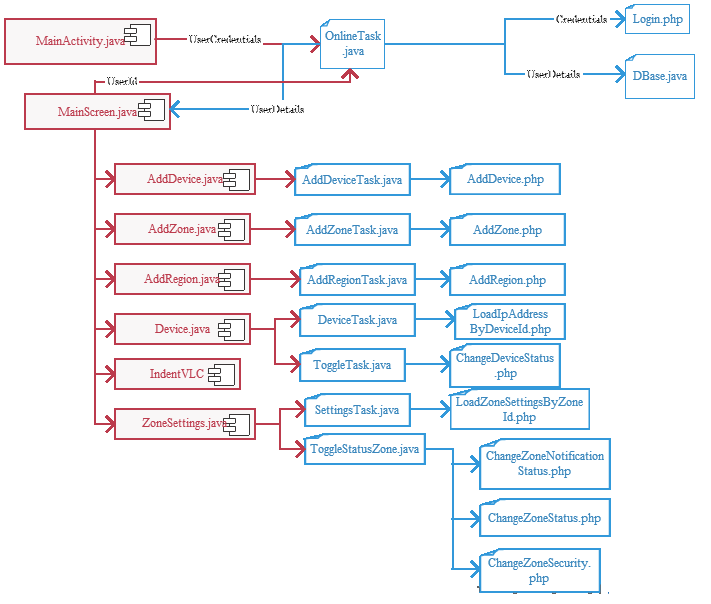 MainActivity.java
UserCredentials
OnlineTask
.java
Credentials
Login.php
UserDetails
DBase.java
UserId
MainScreen.java
UserDetails
AddDevice.java
AddDeviceTask.java
AddDevice.php
AddZone.java
AddZoneTask.java
AddZone.php
AddRegion.java
AddRegionTask.java
AddRegion.php
Device.java
DeviceTask.java
LoadIpAddress
ByDeviceId.php
ToggleTask.java
ChangeDeviceStatus
.php
IndentVLC
ZoneSettings.java
SettingsTask.java
LoadZoneSettingsByZone
Id.php
ToggleStatusZone.java
ChangeZoneNotification
Status.php
ChangeZoneStatus.php
ChangeZoneSecurity.
php